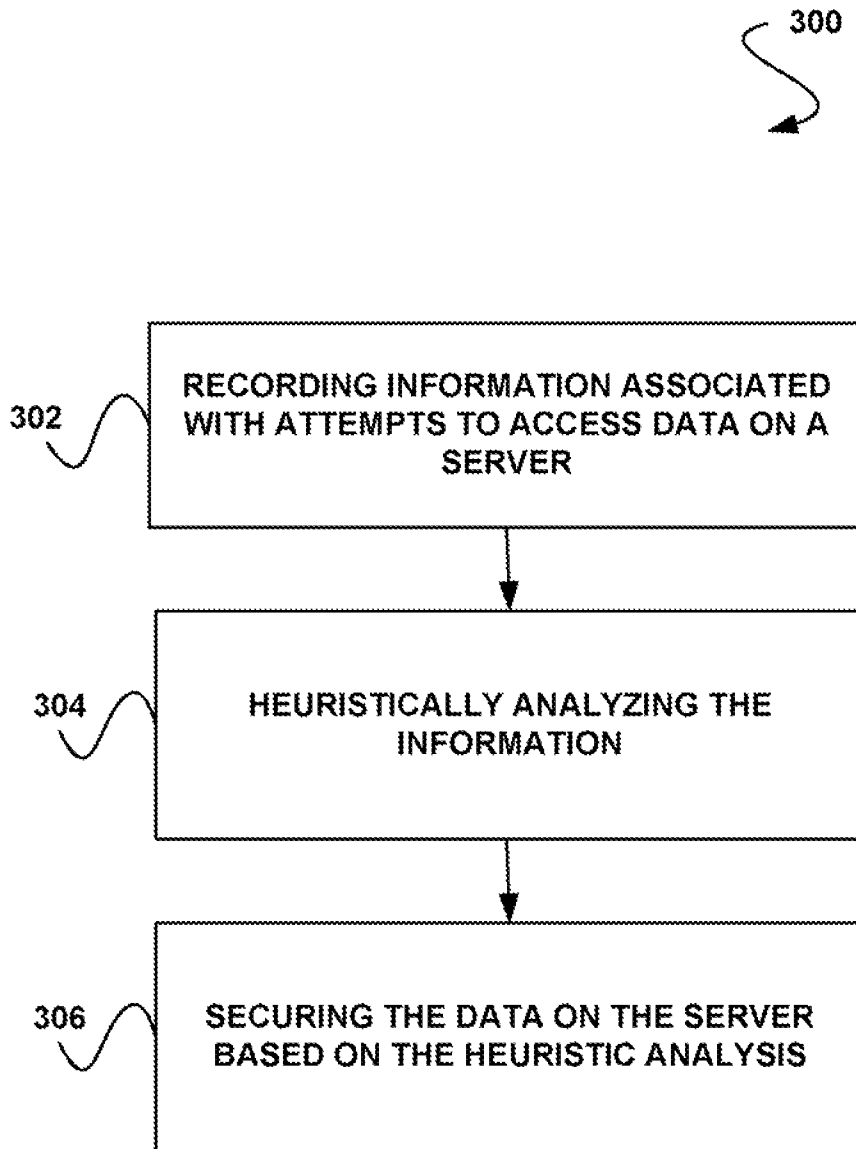 300
302
RECORDING INFORMATION ASSOCIATED
WITH ATTEMPTS TO ACCESS DATA ON A
SERVER
304
HEURISTICALLY ANALYZING THE
INFORMATION
306
SECURING THE DATA ON THE SERVER
BASED ON THE HEURISTIC ANALYSIS